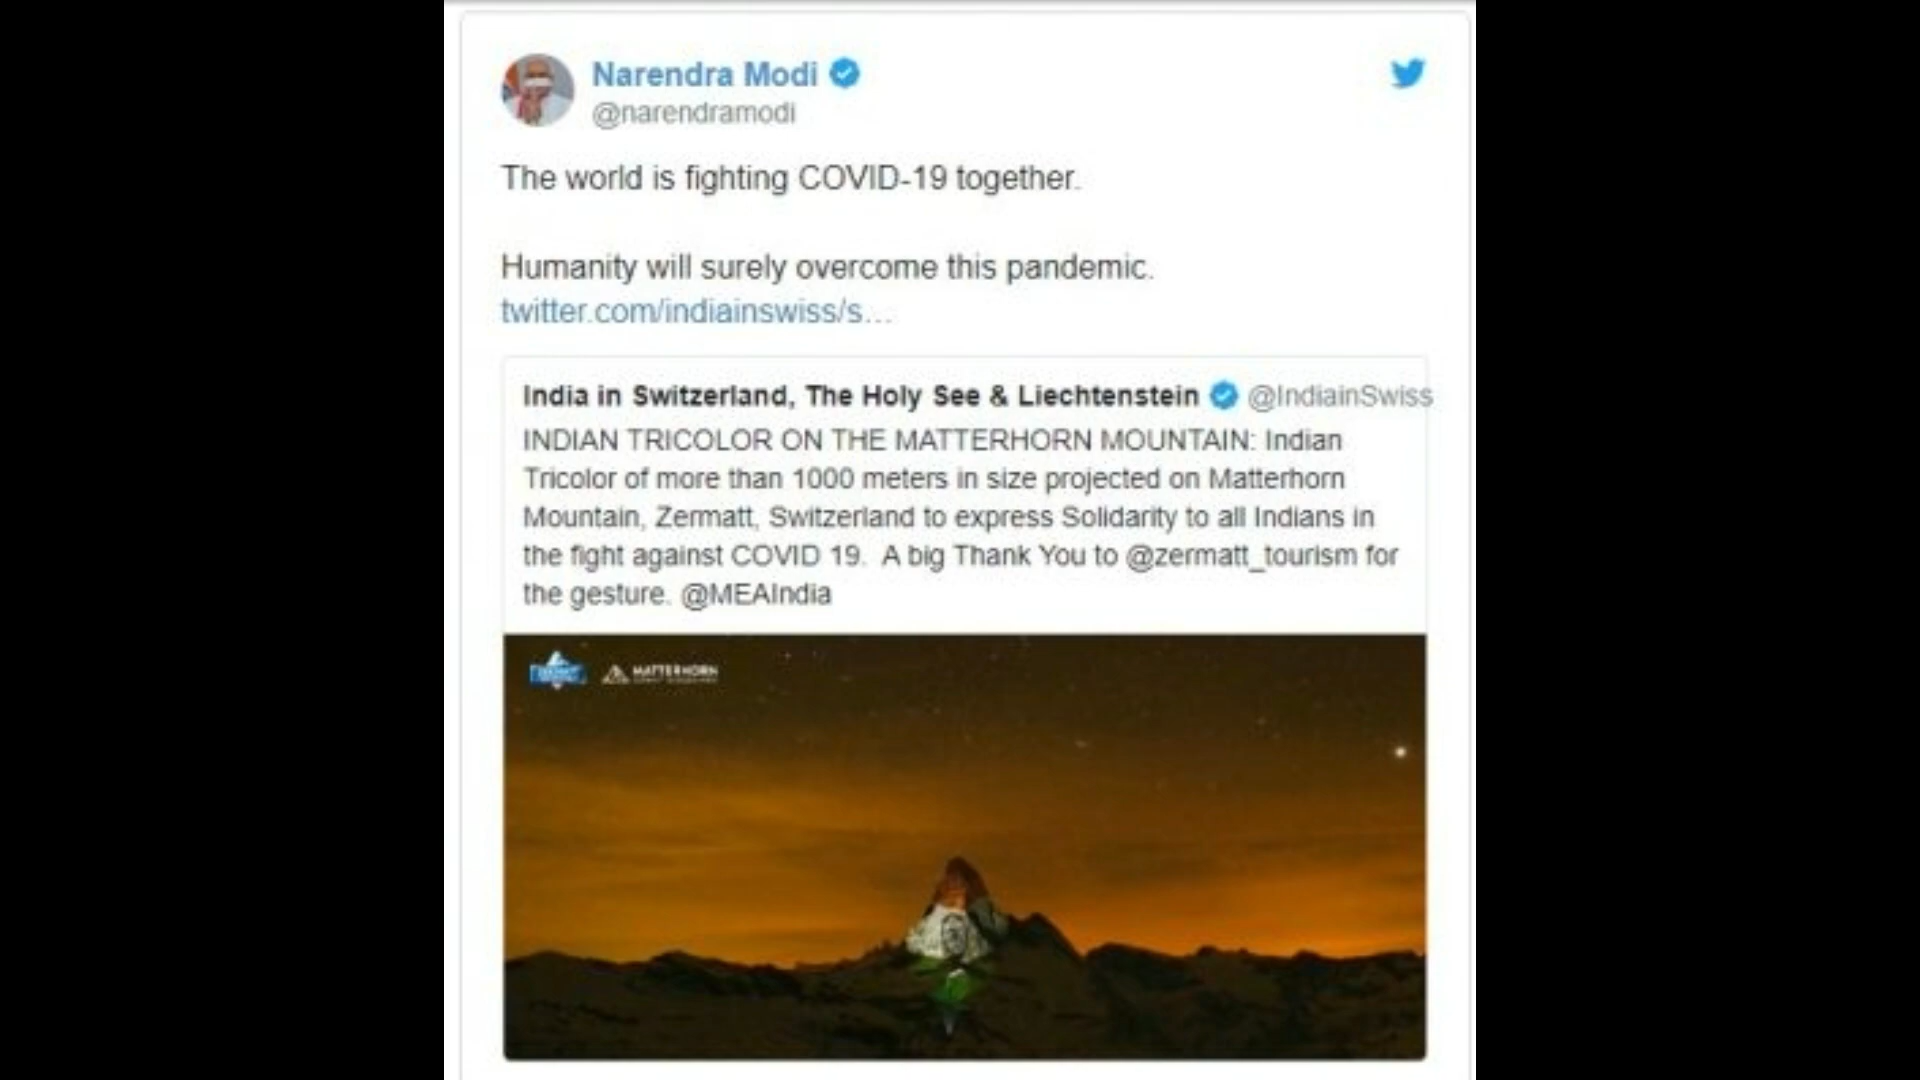 Narendra Modi
@narendramodi
The world is fighting COVID-19 together.
Humanity will surely overcome this pandemic.
twitter.com/indiainswiss/s...
India in Switzerland, The Holy See & Liechtenstein @IndiainSwiss
INDIAN TRICOLOR ON THE MATTERHORN MOUNTAIN: Indian
Tricolor of more than 1000 meters in size projected on Matterhorn
Mountain, Zermatt, Switzerland to express Solidarity to all Indians in
the fight against COVID 19. A big Thank You to @zermatt_tourism for
the gesture. @MEAIndia
MATTERHORN